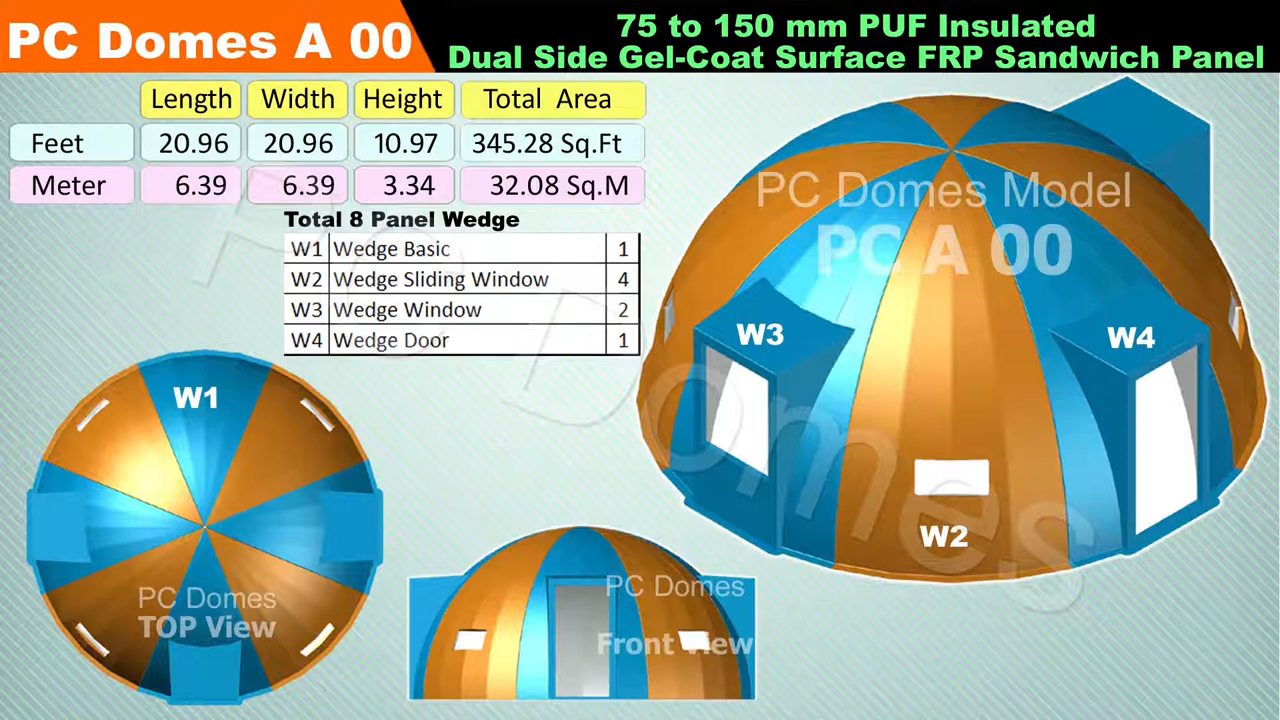 PC Domes A 00
75 to 150 mm PUF Insulated
Dual Side Gel-Coat Surface FRP Sandwich Panel
Length Width Height Total Area
Feet 20.96 20.96 10.97 345.28 Sq.Ft
Meter 6.39 6.39 3.34 32.08 Sq.M
Total 8 Panel Wedge
W1 Wedge Basic 1
W2 Wedge Sliding Window 4
W3 Wedge Window 2
W4 Wedge Door 1
PC Domes Model
PC A 00
W3
W4
W2
W1
PC Domes
TOP View
PC Domes
Front View
PC Domes